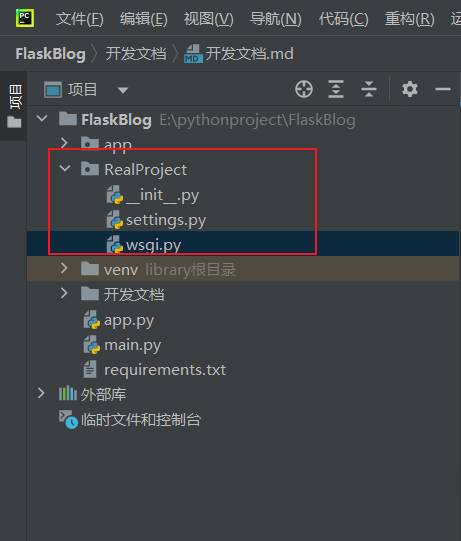 PC 文件(F) 编辑(E) 视图(V) 导航(N) 代码(C) 重构(R)
FlaskBlog 开发文档 MD 开发文档.md
项目
项目
FlaskBlog E:\pythonproject\FlaskBlog
app
RealProject
__init__.py
settings.py
wsgi.py
venv library根目录
开发文档
app.py
main.py
requirements.txt
外部库
临时文件和控制台